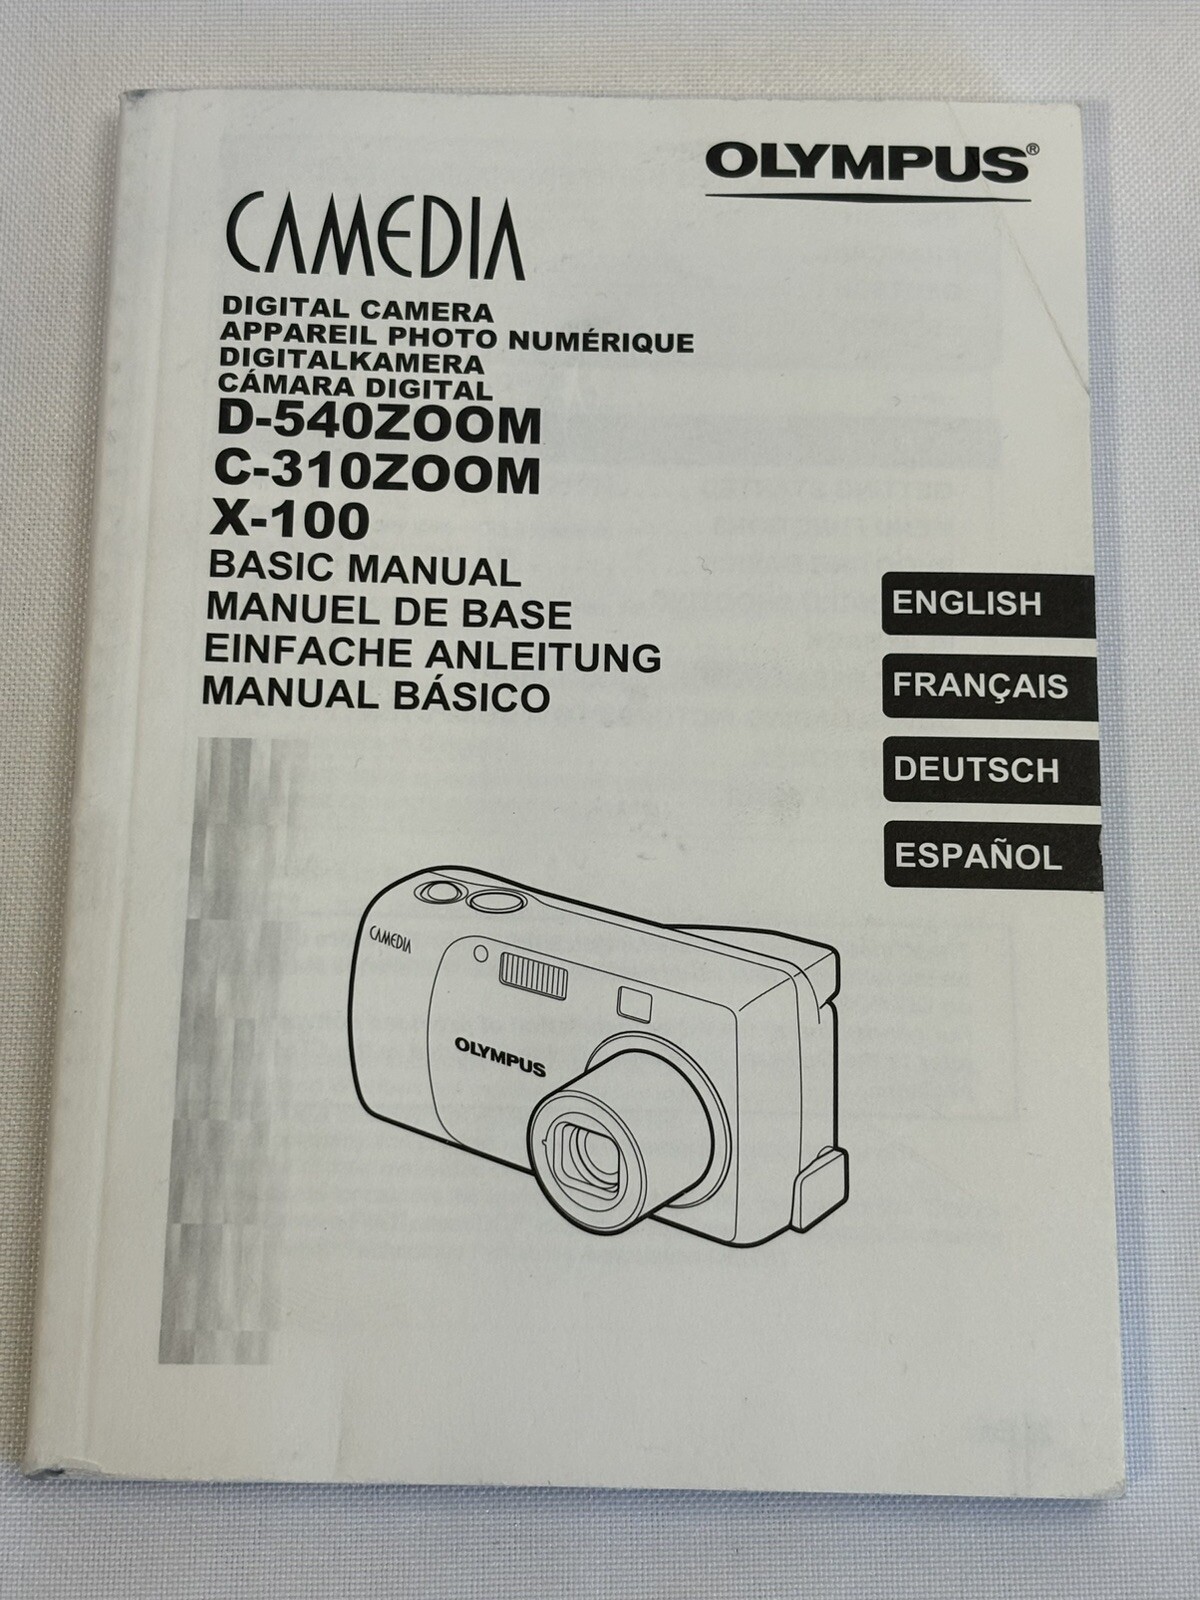 OLYMPUS®
CAMEDIA
DIGITAL CAMERA
APPAREIL PHOTO NUMÉRIQUE
DIGITALKAMERA
CÁMARA DIGITAL
D-540ZOOM
C-310ZOOM
X-100
BASIC MANUAL
MANUEL DE BASE
EINFACHE ANLEITUNG
MANUAL BÁSICO
ENGLISH
FRANÇAIS
DEUTSCH
ESPAÑOL
CAMEDIA
OLYMPUS